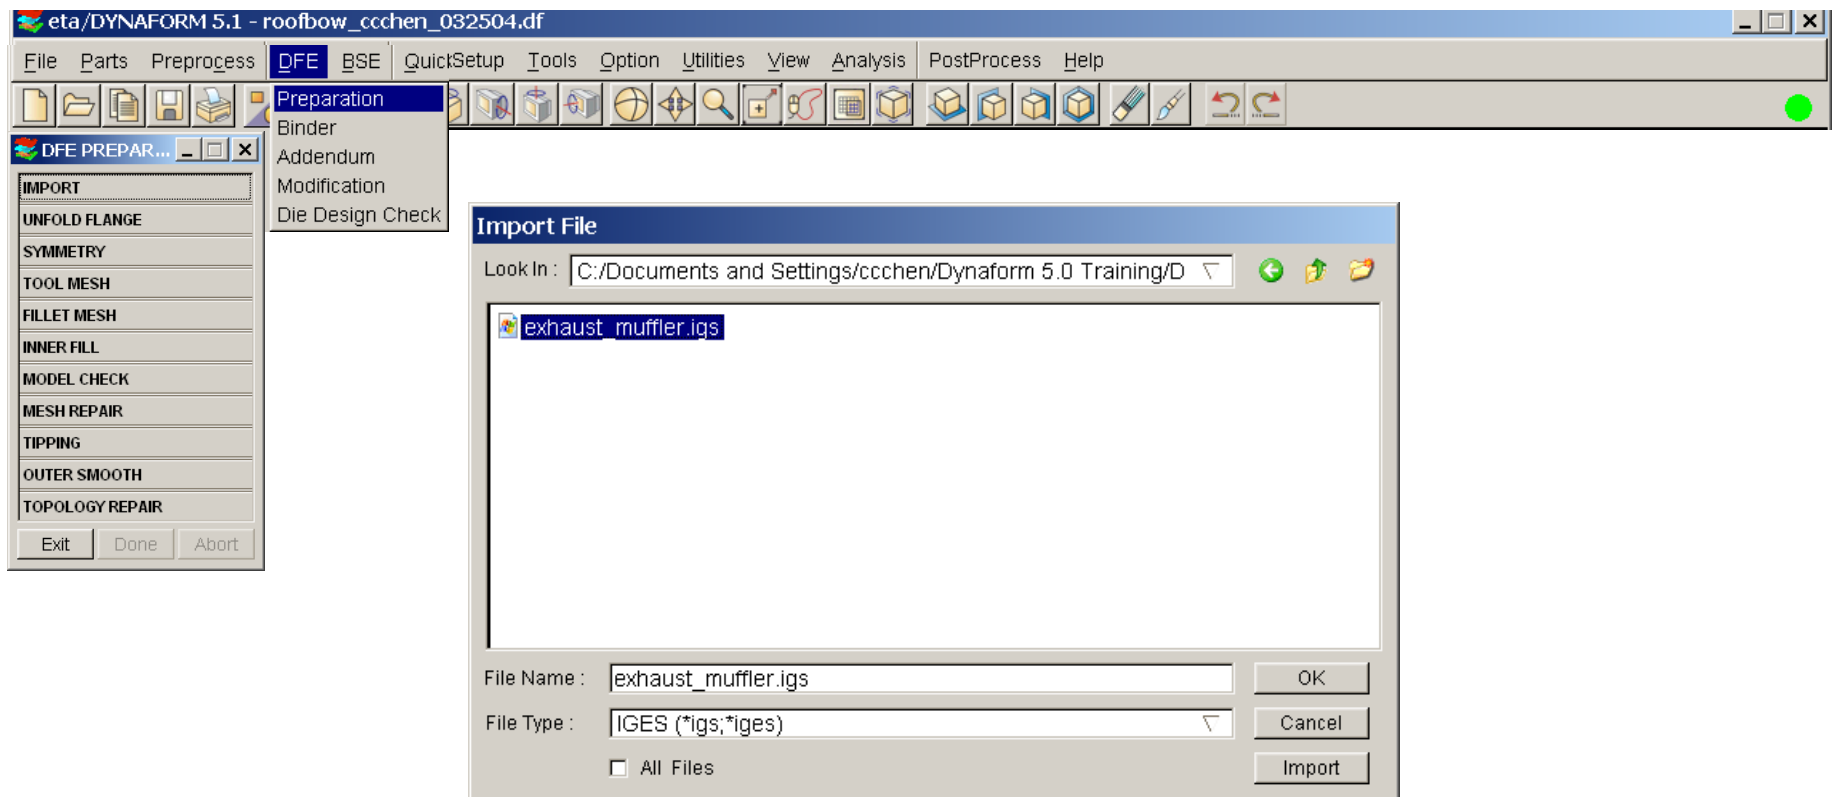 eta/DYNAFORM 5.1 - roofbow_ccchen_032504.df
File Parts Preprocess DFE BSE QuickSetup Tools Option Utilities View Analysis PostProcess Help
Preparation
Binder
Addendum
Modification
Die Design Check
DFE PREPAR...
IMPORT
UNFOLD FLANGE
SYMMETRY
TOOL MESH
FILLET MESH
INNER FILL
MODEL CHECK
MESH REPAIR
TIPPING
OUTER SMOOTH
TOPOLOGY REPAIR
Exit Done Abort
Import File
Look In : C:/Documents and Settings/ccchen/Dynaform 5.0 Training/D
exhaust_muffler.igs
File Name : exhaust_muffler.igs OK
File Type : IGES (*igs;*iges) Cancel
All Files Import